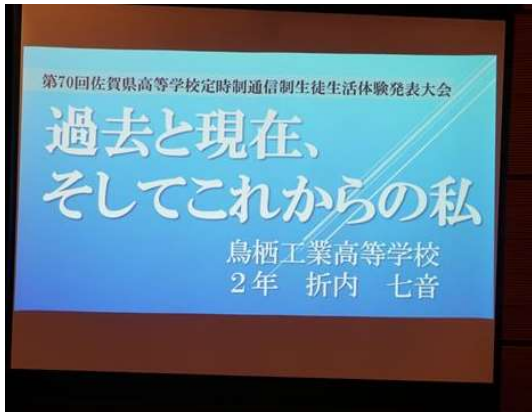 第70回佐賀県高等学校定時制通信制生徒生活体験発表大会
過去と現在、
そしてこれからの私
鳥栖工業高等学校
２年　折内　七音